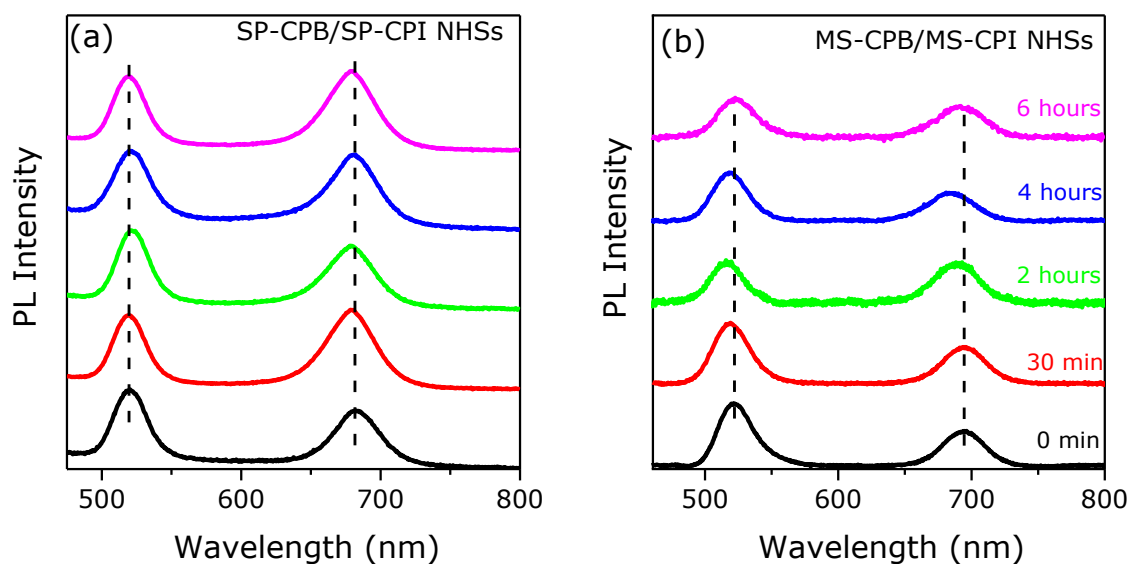 (a)
SP-CPB/SP-CPI NHSs
PL Intensity
500
600
700
800
Wavelength (nm)
(b)
MS-CPB/MS-CPI NHSs
6 hours
4 hours
2 hours
30 min
0 min
PL Intensity
500
600
700
800
Wavelength (nm)